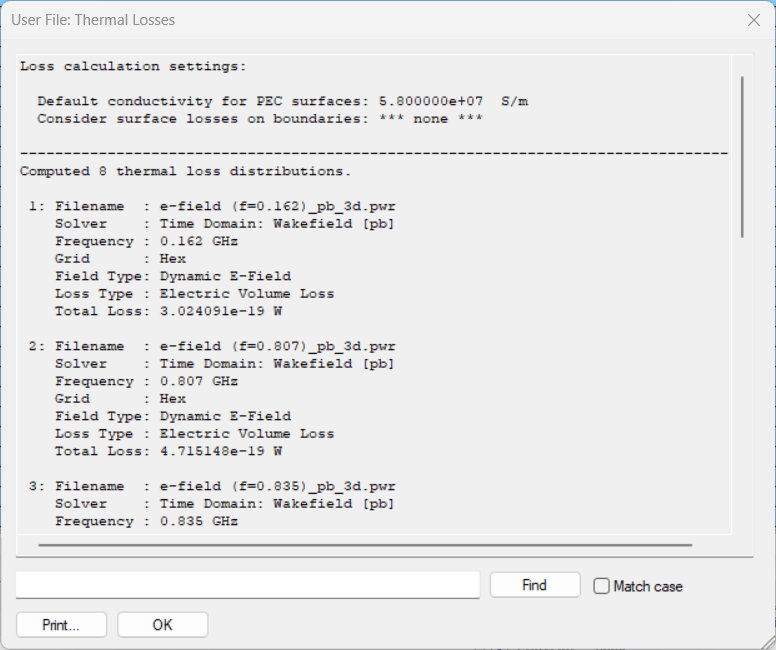 User File: Thermal Losses
Loss calculation settings:
Default conductivity for PEC surfaces: 5.800000e+07 S/m
Consider surface losses on boundaries: *** none ***
--------------------------------------------------------------------------------
Computed 8 thermal loss distributions.
1: Filename : e-field (f=0.162)_pb_3d.pwr
Solver : Time Domain: Wakefield [pb]
Frequency : 0.162 GHz
Grid : Hex
Field Type: Dynamic E-Field
Loss Type : Electric Volume Loss
Total Loss: 3.024091e-19 W
2: Filename : e-field (f=0.807)_pb_3d.pwr
Solver : Time Domain: Wakefield [pb]
Frequency : 0.807 GHz
Grid : Hex
Field Type: Dynamic E-Field
Loss Type : Electric Volume Loss
Total Loss: 4.715148e-19 W
3: Filename : e-field (f=0.835)_pb_3d.pwr
Solver : Time Domain: Wakefield [pb]
Frequency : 0.835 GHz
Find
Match case
Print...
OK